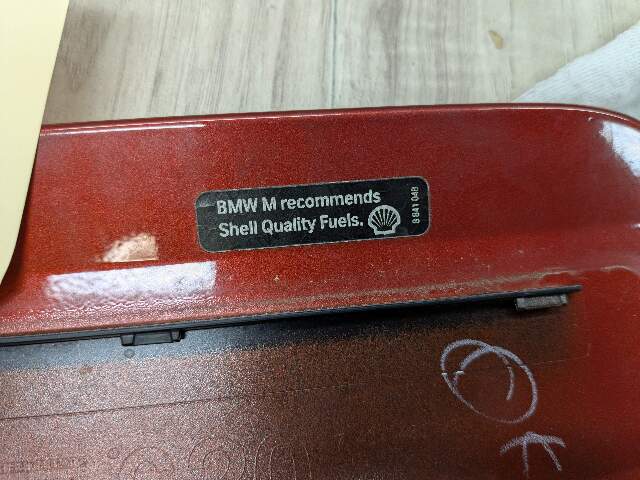 BMW M recommends
Shell Quality Fuels.
8 841 048